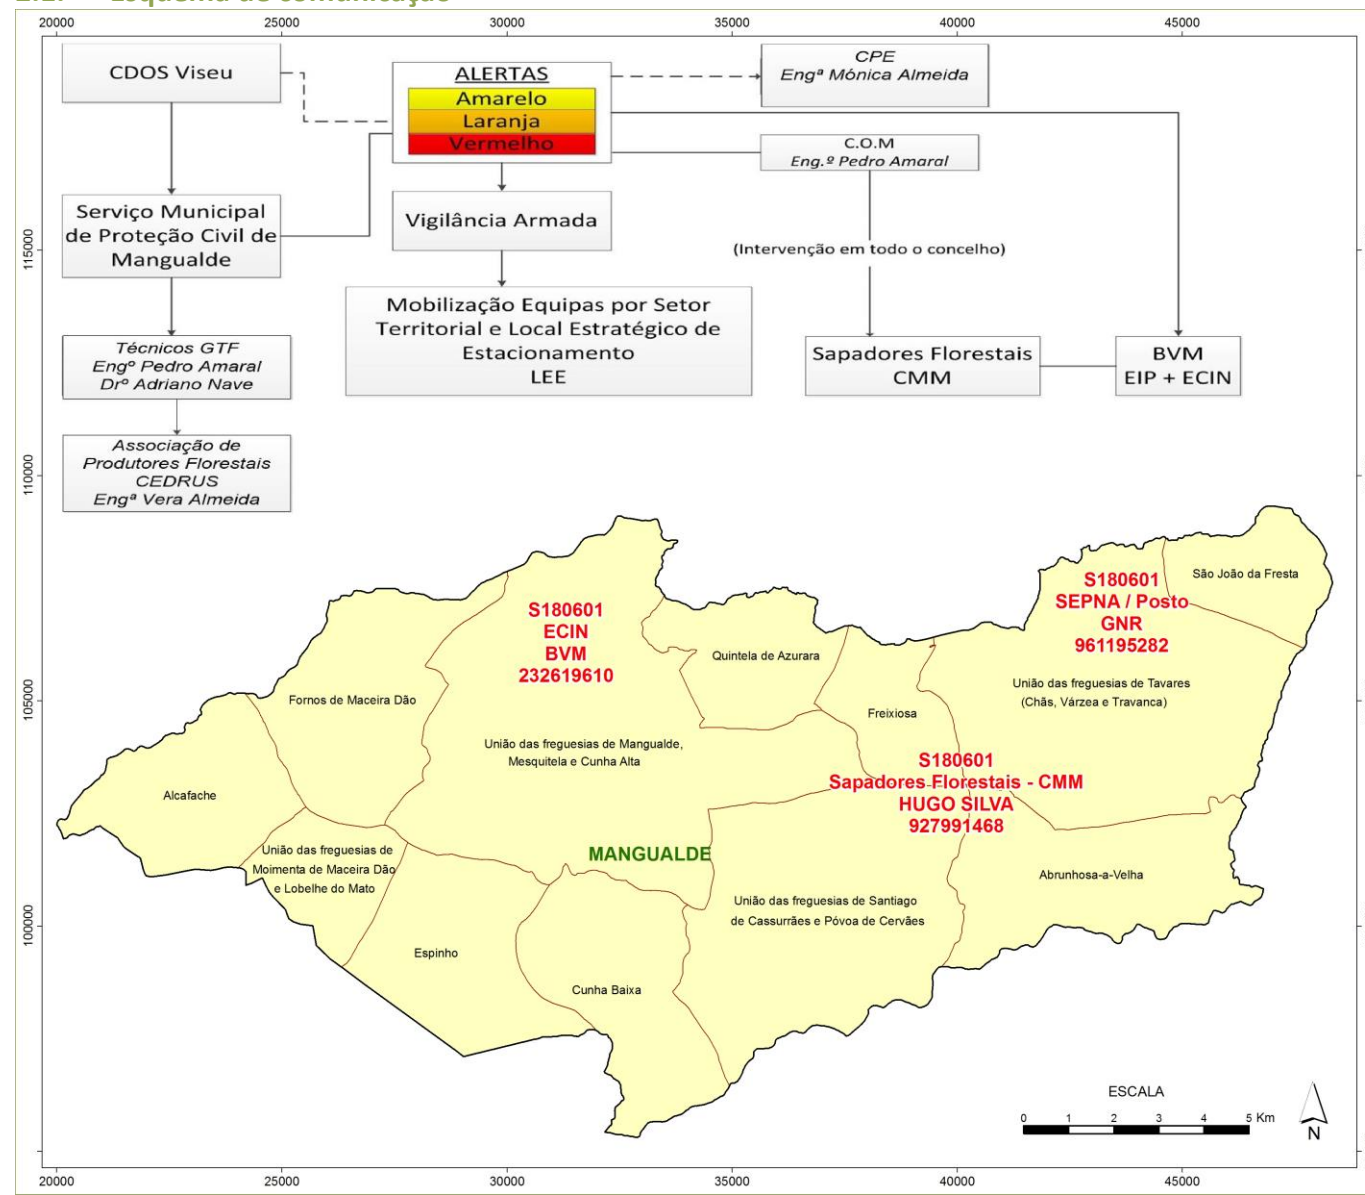 20000 25000 30000 35000 40000 45000
CDOS Viseu
ALERTAS
Amarelo
Laranja
Vermelho
CPE
Engª Mónica Almeida
C.O.M
Eng.º Pedro Amaral
Serviço Municipal
de Proteção Civil de
Mangualde
Vigilância Armada
(Intervenção em todo o concelho)
Mobilização Equipas por Setor
Territorial e Local Estratégico de
Estacionamento
LEE
Técnicos GTF
Engº Pedro Amaral
Drº Adriano Nave
Sapadores Florestais
CMM
BVM
EIP + ECIN
Associação de
Produtores Florestais
CEDRUS
Engª Vera Almeida
115000
110000
105000
100000
S180601
ECIN
BVM
232619610
S180601
SEPNA / Posto
GNR
961195282
São João da Fresta
Quintela de Azurara
União das freguesias de Tavares
(Chãs, Várzea e Travanca)
Fornos de Maceira Dão
Freixiosa
União das freguesias de Mangualde,
Mesquitela e Cunha Alta
S180601
Sapadores Florestais - CMM
HUGO SILVA
927991468
Alcafache
União das freguesias de
Moimenta de Maceira Dão
e Lobelhe do Mato
MANGUALDE
Abrunhosa-a-Velha
União das freguesias de Santiago
de Cassurrães e Póvoa de Cervães
Espinho
Cunha Baixa
ESCALA
0 1 2 3 4 5 Km
N
20000 25000 30000 35000 40000 45000